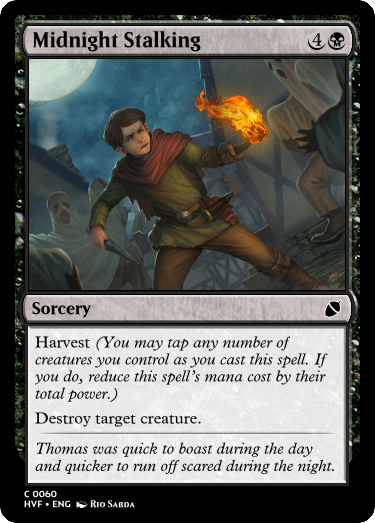 Midnight Stalking 4
Sorcery
Harvest (You may tap any number of
creatures you control as you cast this spell. If
you do, reduce this spell's mana cost by their
total power.)
Destroy target creature.
Thomas was quick to boast during the day
and quicker to run off scared during the night.
C 0060
HVF • ENG Rio Sabda